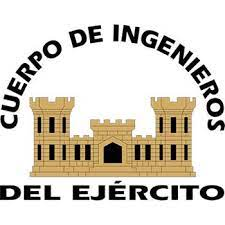 CUERPO DE INGENIEROS
DEL EJÉRCITO